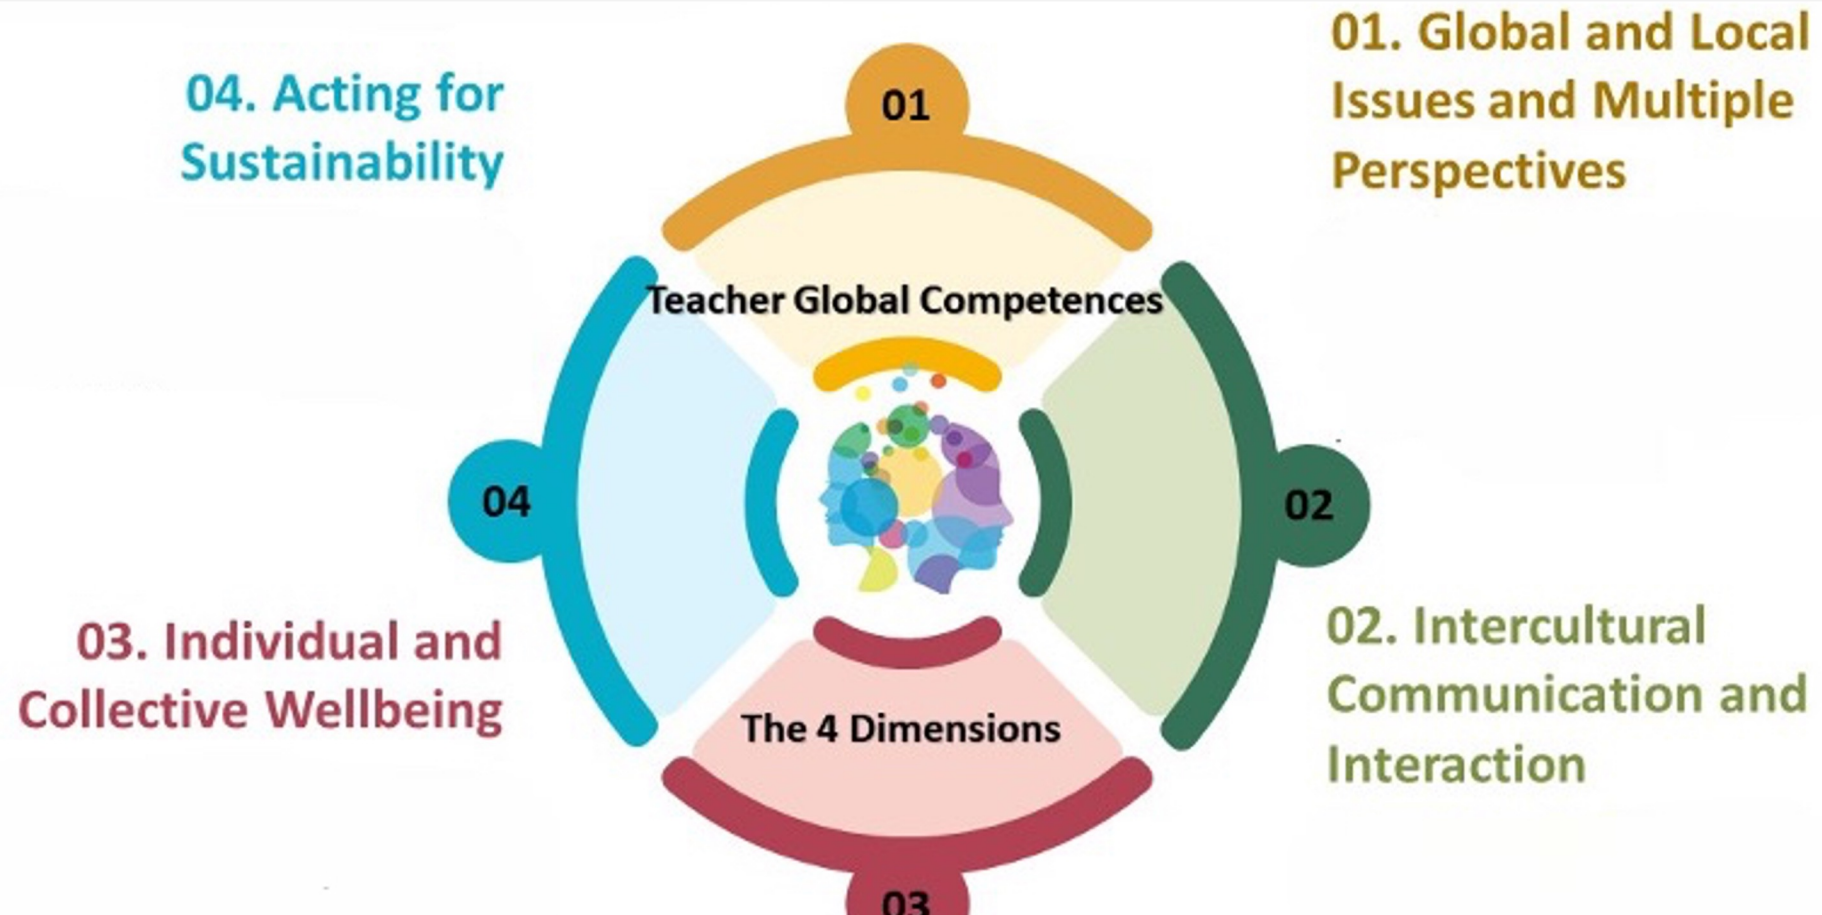 01. Global and Local
Issues and Multiple
Perspectives
04. Acting for
Sustainability
01
Teacher Global Competences
04
02
03. Individual and
Collective Wellbeing
02. Intercultural
Communication and
Interaction
The 4 Dimensions
03